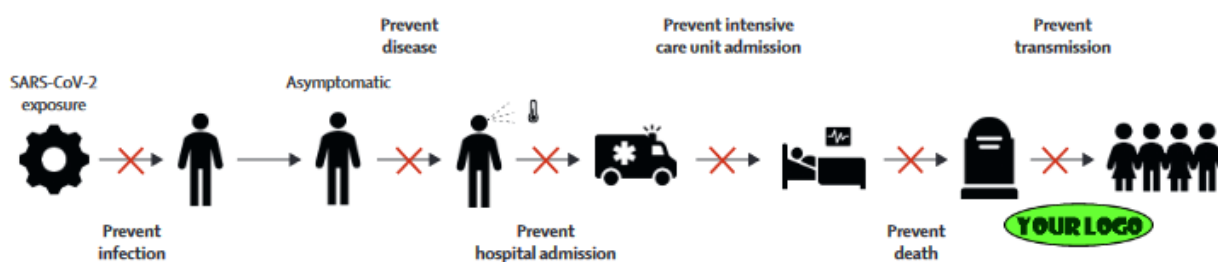 Prevent
disease
Prevent intensive
care unit admission
Prevent
transmission
SARS-CoV-2
exposure
Asymptomatic
Prevent
infection
Prevent
hospital admission
Prevent
death
YOUR LOGO